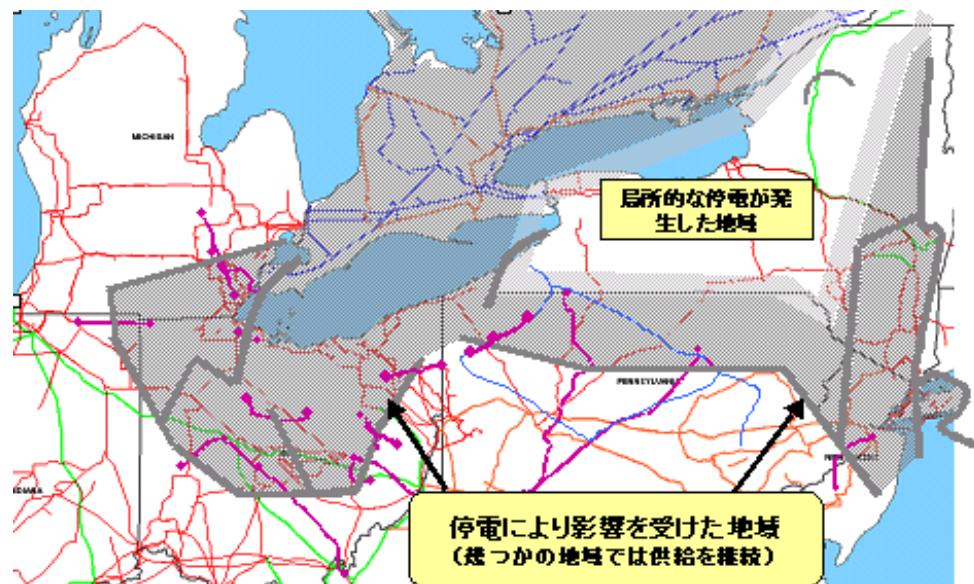 MICHIGAN
局所的な停電が発
生した地域
PENNSYLVANIA
停電により影響を受けた地域
（幾つかの地域では供給を継続）